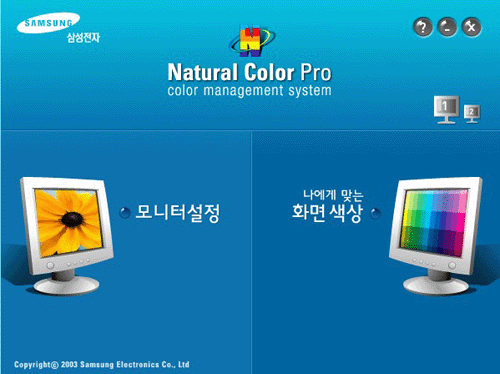 SAMSUNG
삼성전자
? - x
Natural Color Pro
color management system
1 2
모니터설정
나에게 맞는
화면색상
Copyright© 2003 Samsung Electronics Co., Ltd